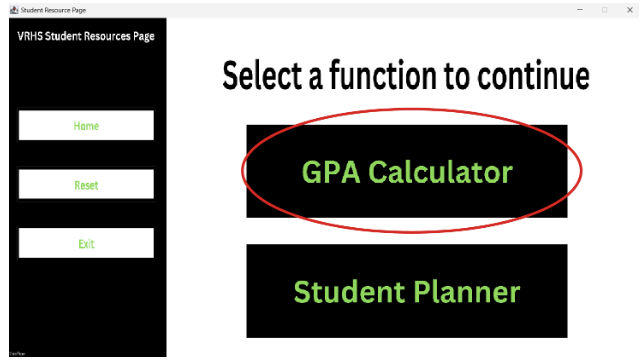 Student Resource Page
VRHS Student Resources Page
Home
Reset
Exit
Select a function to continue
GPA Calculator
Student Planner